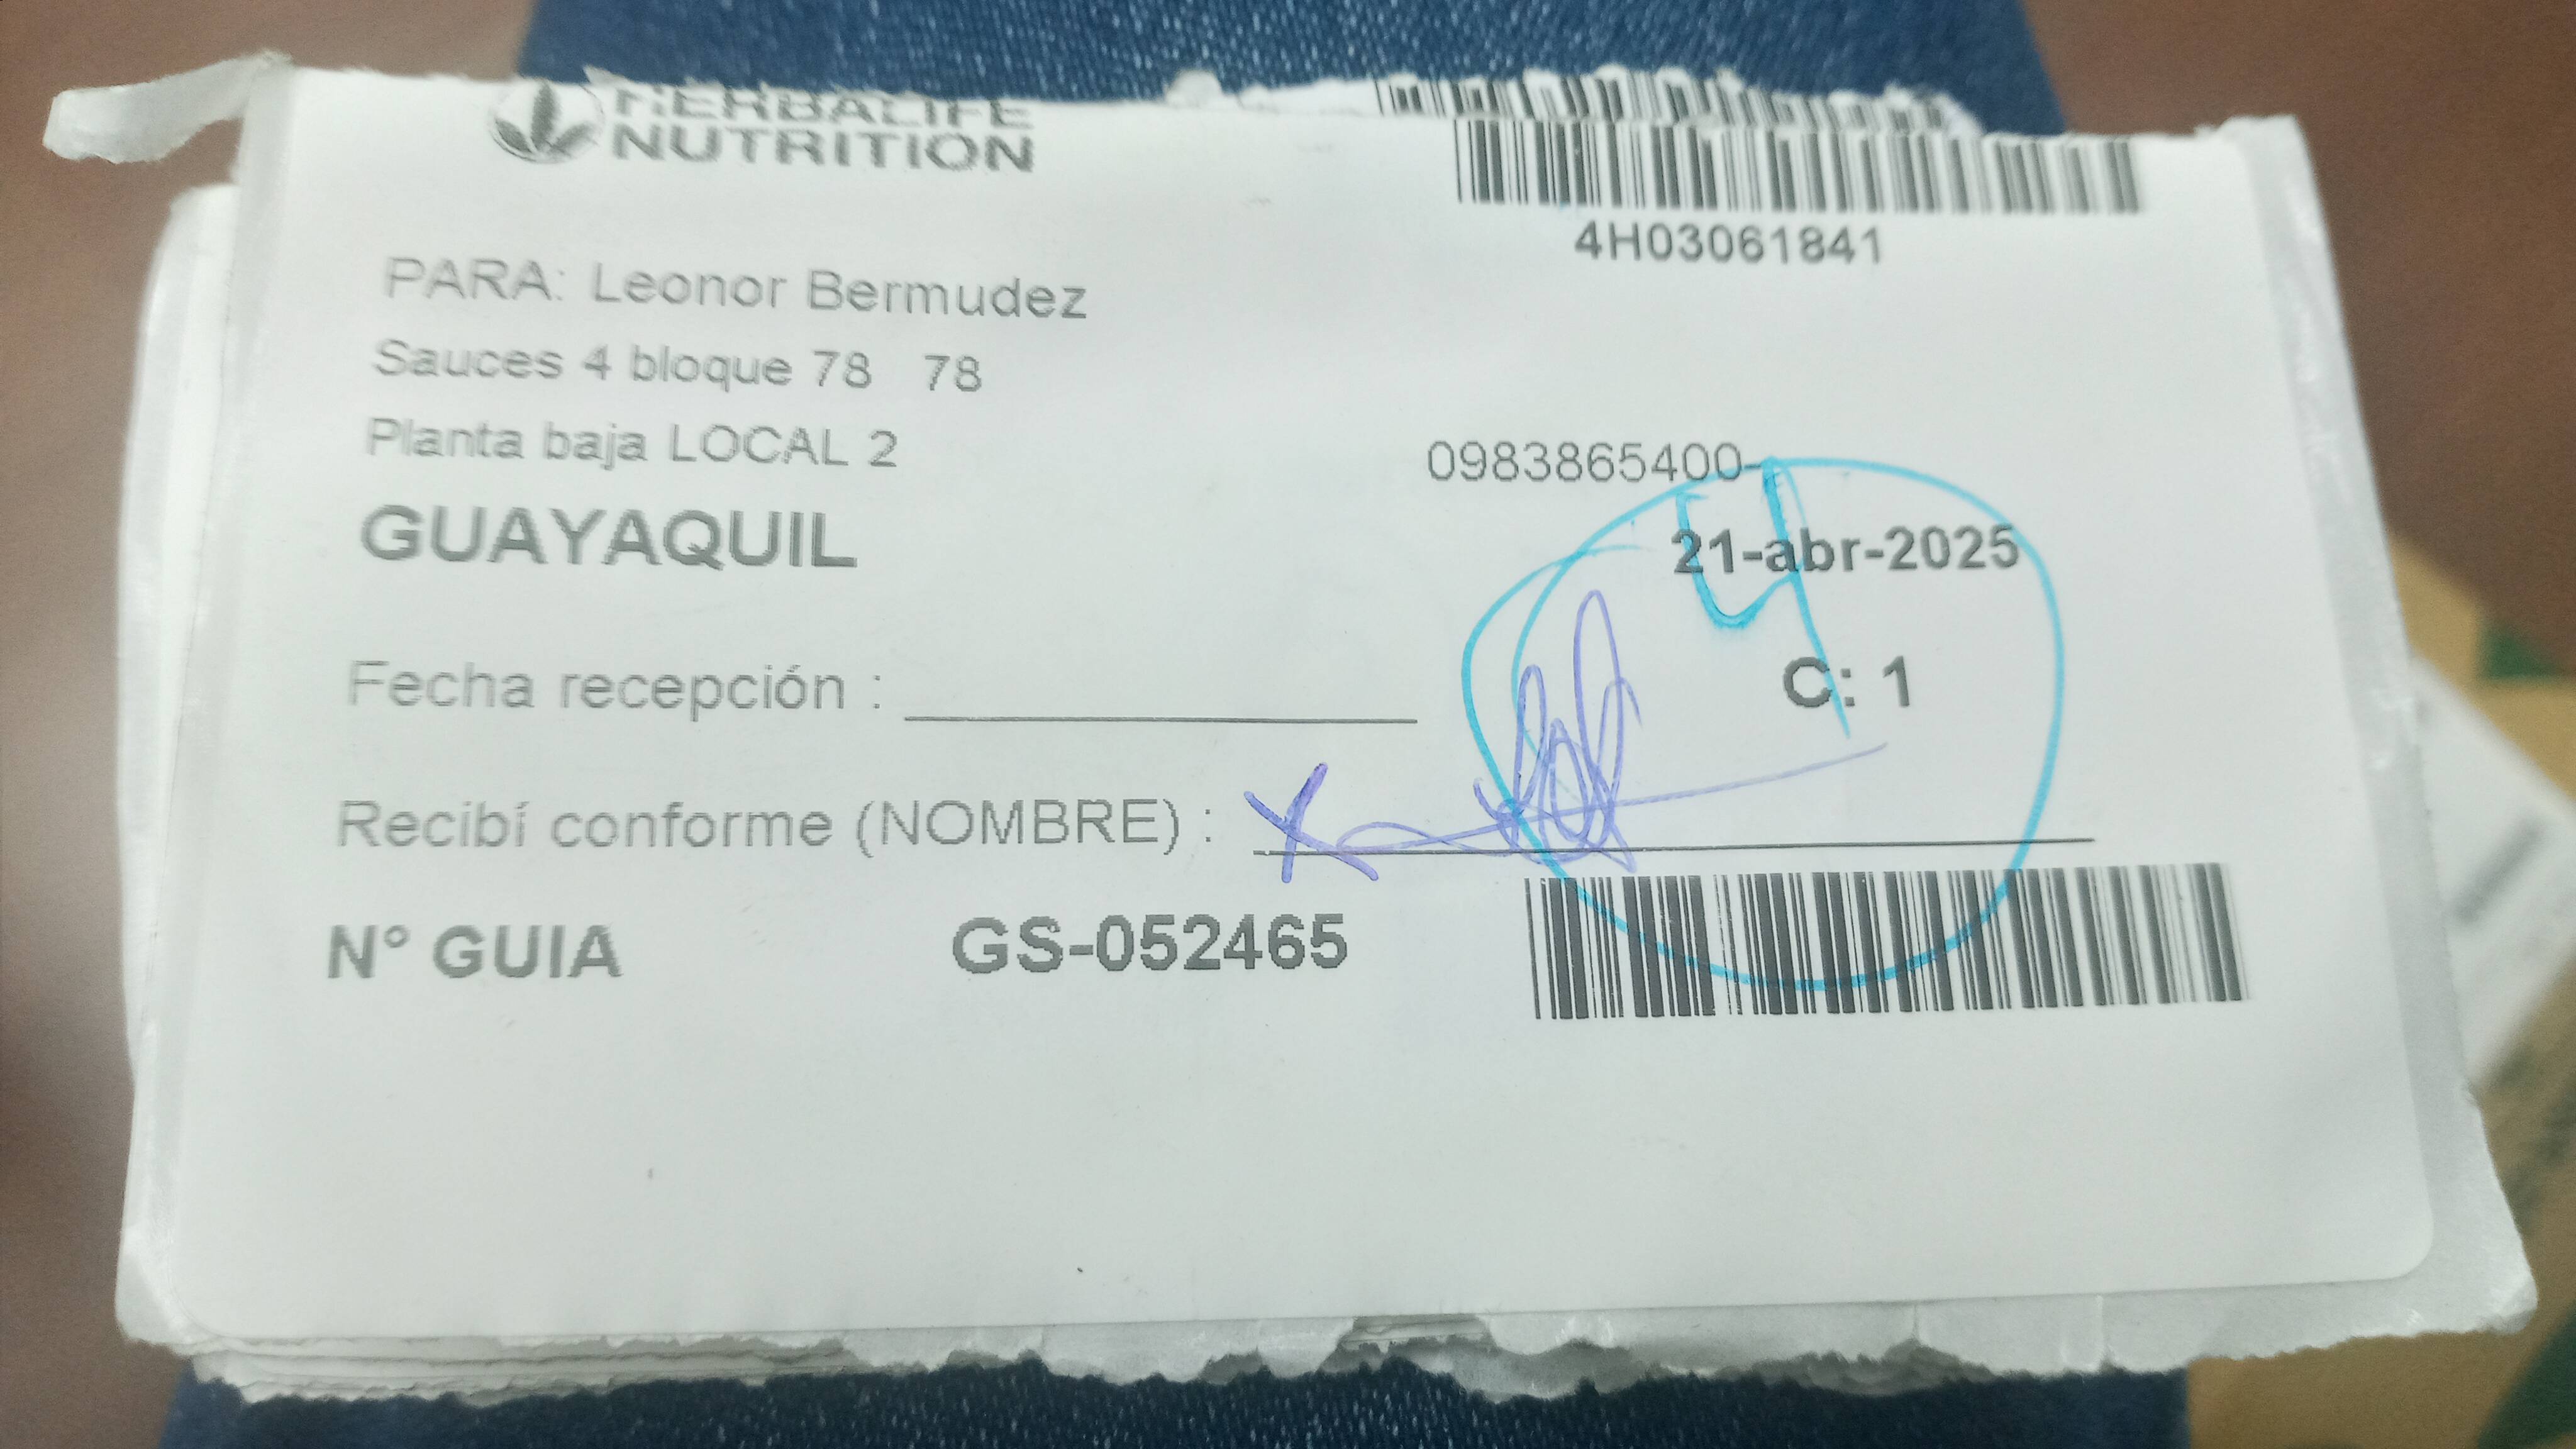 HERBALIFE
NUTRITION
4H03061841
PARA: Leonor Bermudez
Sauces 4 bloque 78 78
Planta baja LOCAL 2
0983865400-
GUAYAQUIL
21-abr-2025
4
C: 1
Fecha recepción :
Recibí conforme (NOMBRE) :
N° GUIA GS-052465